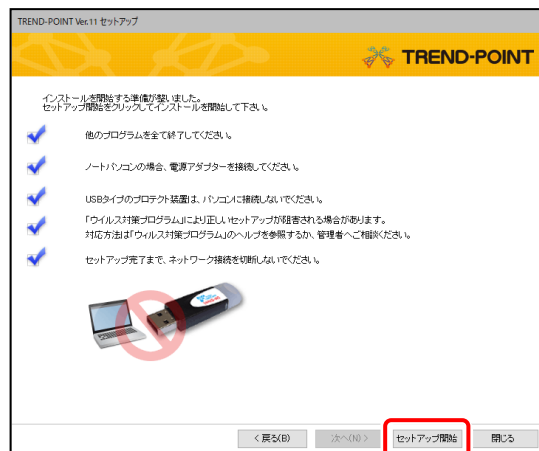 TREND-POINT Ver.11 セットアップ
TREND-POINT
インストールを開始する準備が整いました。
セットアップ開始をクリックしてインストールを開始して下さい。
他のプログラムを全て終了してください。
ノートパソコンの場合、電源アダプターを接続してください。
USBタイプのプロテクト装置は、パソコンに接続しないでください。
「ウイルス対策プログラム」により正しいセットアップが阻害される場合があります。
対応方法は「ウィルス対策プログラム」のヘルプを参照するか、管理者へご相談ください。
セットアップ完了まで、ネットワーク接続を切断しないでください。
< 戻る(B) 次へ(N) > セットアップ開始 閉じる